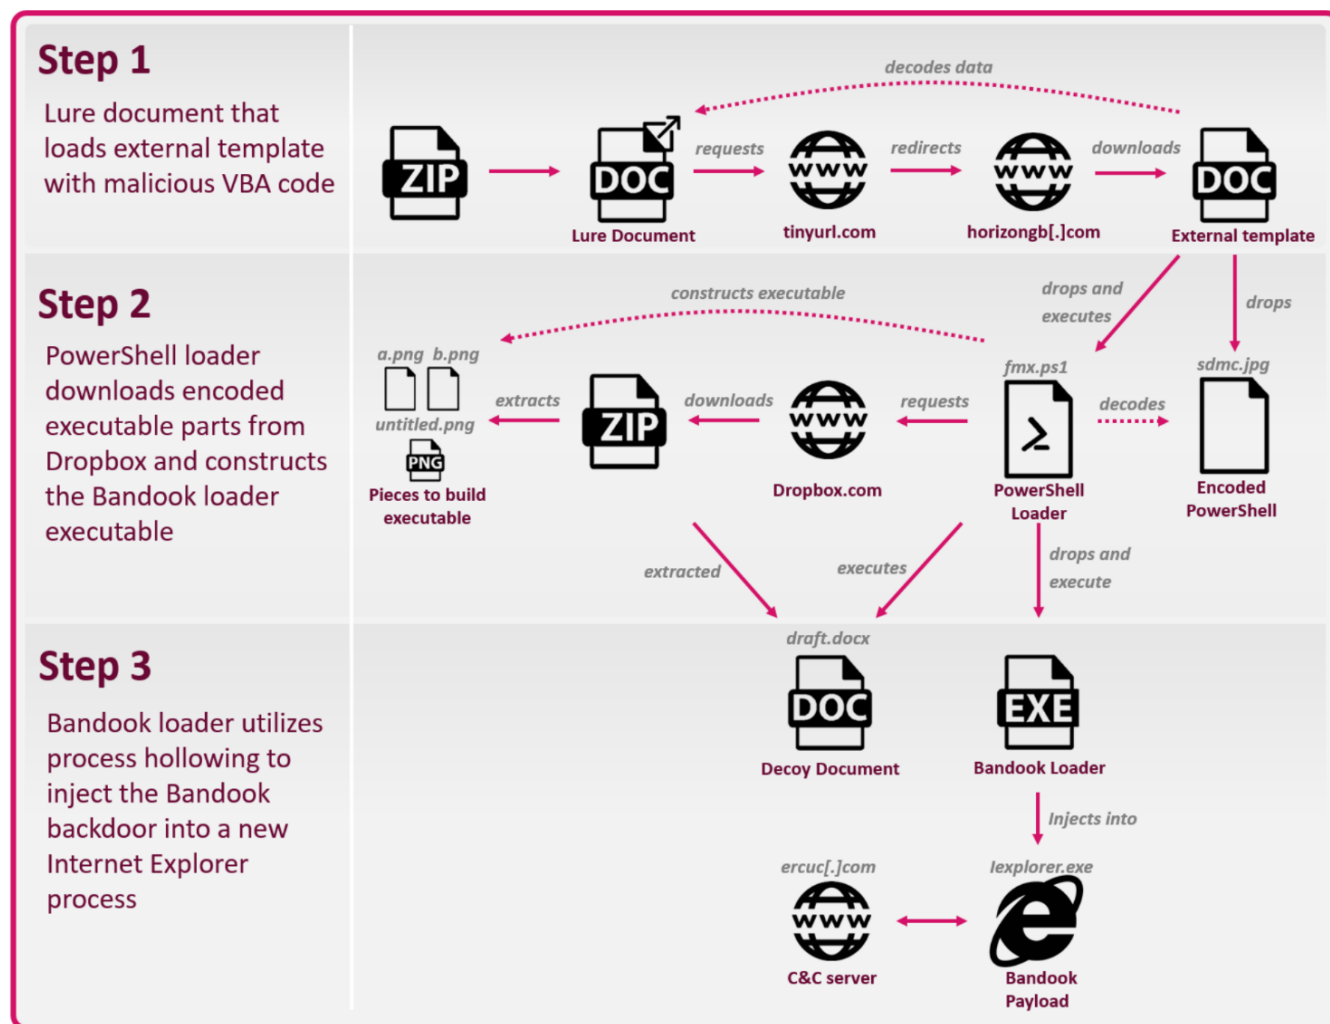 Step 1
Lure document that
loads external template
with malicious VBA code
decodes data
ZIP
DOC
Lure Document
requests
www
tinyurl.com
redirects
www
horizongb[.]com
downloads
DOC
External template
Step 2
PowerShell loader
downloads encoded
executable parts from
Dropbox and constructs
the Bandook loader
executable
constructs executable
drops and
executes
drops
a.png b.png
untitled.png
PNG
Pieces to build
executable
extracts
ZIP
downloads
www
Dropbox.com
requests
fmx.ps1
PowerShell
Loader
decodes
sdmc.jpg
Encoded
PowerShell
extracted
executes
drops and
execute
Step 3
Bandook loader utilizes
process hollowing to
inject the Bandook
backdoor into a new
Internet Explorer
process
draft.docx
DOC
Decoy Document
EXE
Bandook Loader
Injects into
ercuc[.]com
www
C&C server
Iexplorer.exe
Bandook
Payload